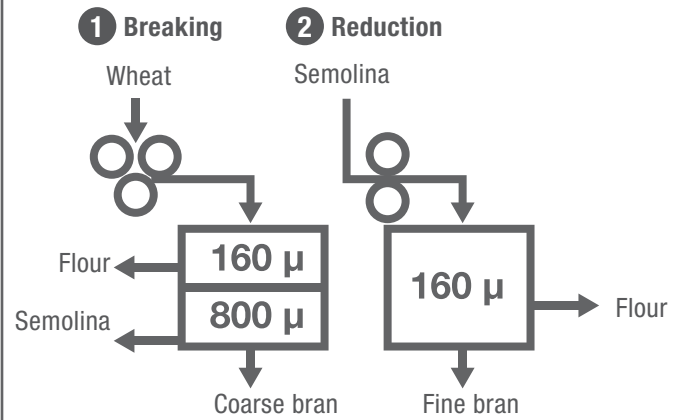 1 Breaking
Wheat
160 µ
800 µ
Flour
Semolina
Coarse bran
2 Reduction
Semolina
160 µ
Flour
Fine bran